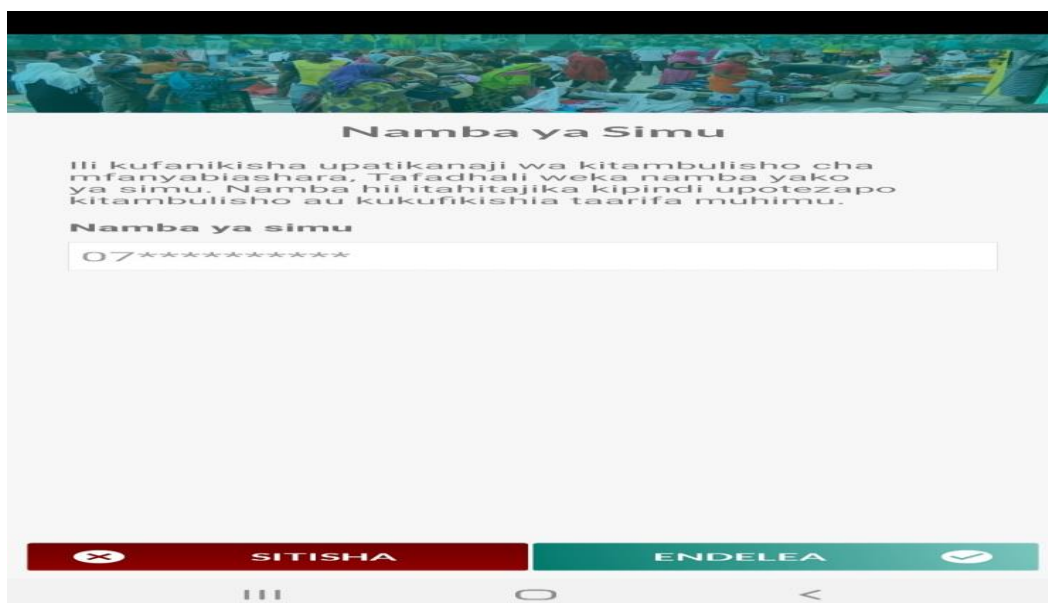 Namba ya Simu
Ili kufanikisha upatikanaji wa kitambulisho cha
mfanyabiashara, Tafadhali weka namba yako
ya simu. Namba hii itahitajika kipindi upotezapo
kitambulisho au kukufikishia taarifa muhimu.
Namba ya simu
07**********
SITISHA ENDELEA